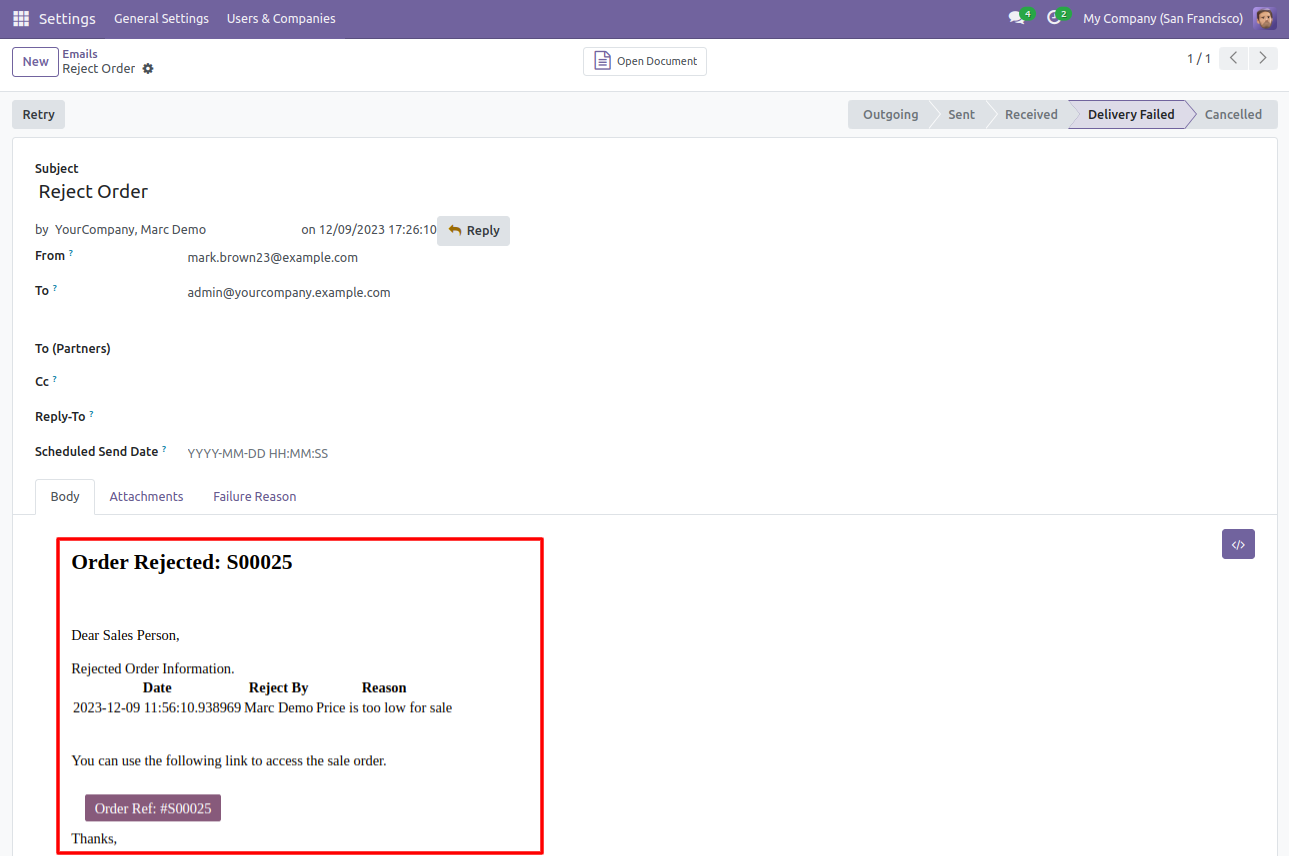 Settings General Settings Users & Companies 4 2 My Company (San Francisco)
New Emails
Reject Order
Open Document
1 / 1
Retry
Outgoing Sent Received Delivery Failed Cancelled
Subject
Reject Order
by YourCompany, Marc Demo on 12/09/2023 17:26:10 Reply
From ? mark.brown23@example.com
To ? admin@yourcompany.example.com
To (Partners)
Cc ?
Reply-To ?
Scheduled Send Date ? YYYY-MM-DD HH:MM:SS
Body Attachments Failure Reason
</>
Order Rejected: S00025
Dear Sales Person,
Rejected Order Information.
Date Reject By Reason
2023-12-09 11:56:10.938969 Marc Demo Price is too low for sale
You can use the following link to access the sale order.
Order Ref: #S00025
Thanks,